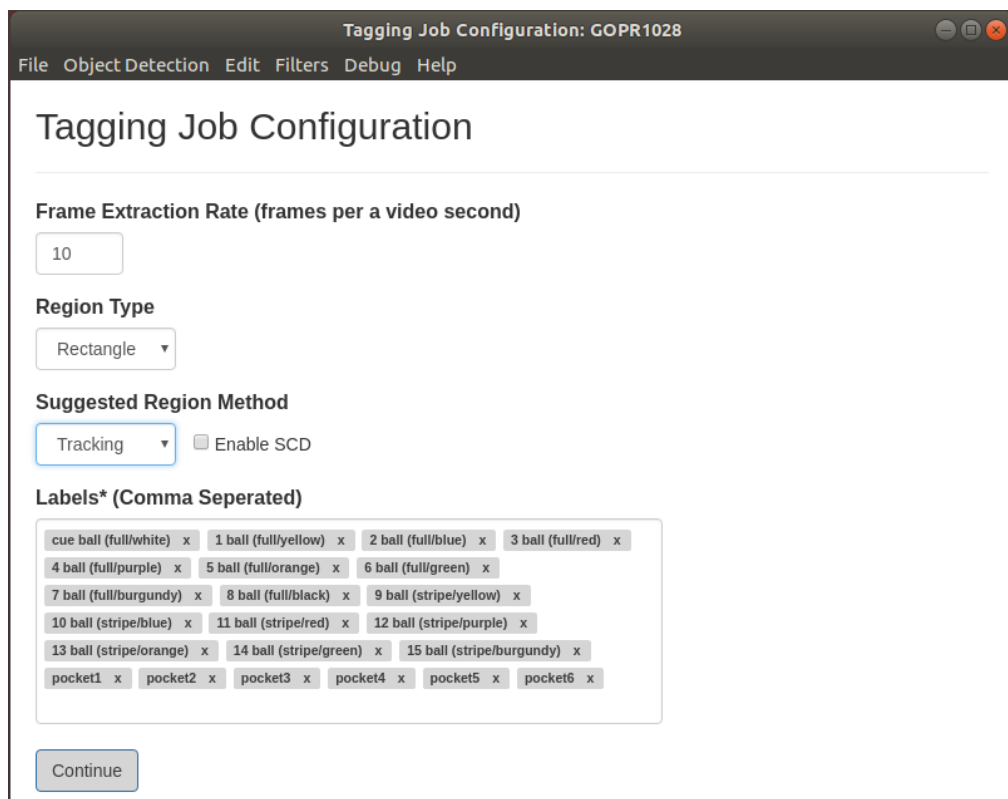 Tagging Job Configuration: GOPR1028
File Object Detection Edit Filters Debug Help
Tagging Job Configuration
Frame Extraction Rate (frames per a video second)
10
Region Type
Rectangle
Suggested Region Method
Tracking Enable SCD
Labels* (Comma Seperated)
cue ball (full/white) x 1 ball (full/yellow) x 2 ball (full/blue) x 3 ball (full/red) x
4 ball (full/purple) x 5 ball (full/orange) x 6 ball (full/green) x
7 ball (full/burgundy) x 8 ball (full/black) x 9 ball (stripe/yellow) x
10 ball (stripe/blue) x 11 ball (stripe/red) x 12 ball (stripe/purple) x
13 ball (stripe/orange) x 14 ball (stripe/green) x 15 ball (stripe/burgundy) x
pocket1 x pocket2 x pocket3 x pocket4 x pocket5 x pocket6 x
Continue